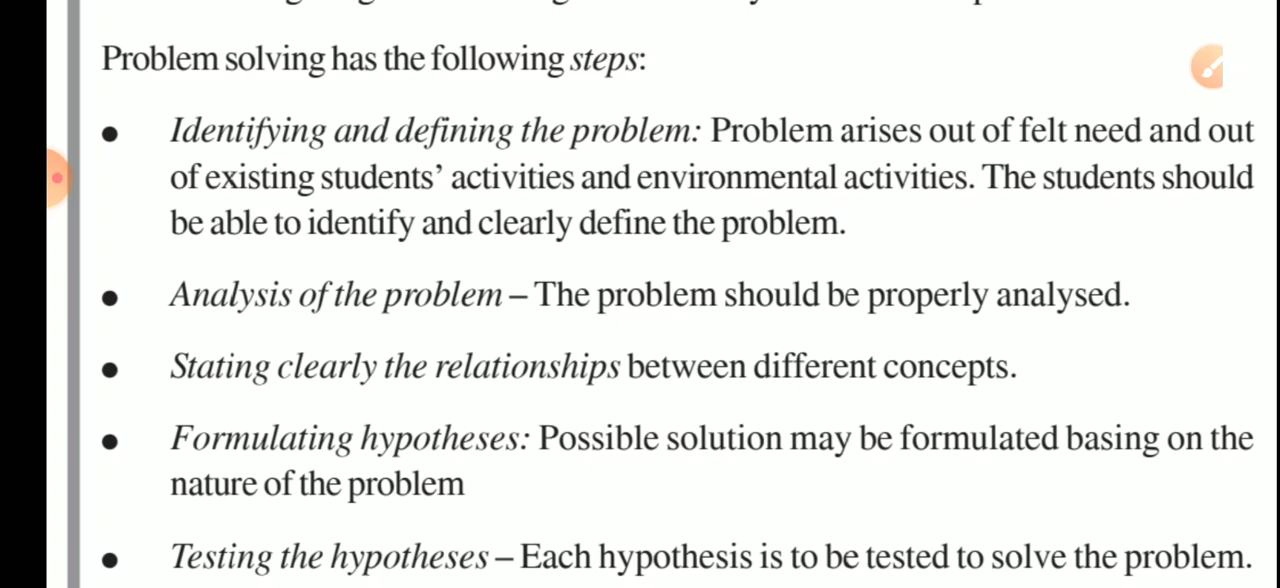 Problem solving has the following steps:
● Identifying and defining the problem: Problem arises out of felt need and out
of existing students’ activities and environmental activities. The students should
be able to identify and clearly define the problem.
● Analysis of the problem – The problem should be properly analysed.
● Stating clearly the relationships between different concepts.
● Formulating hypotheses: Possible solution may be formulated basing on the
nature of the problem
● Testing the hypotheses – Each hypothesis is to be tested to solve the problem.